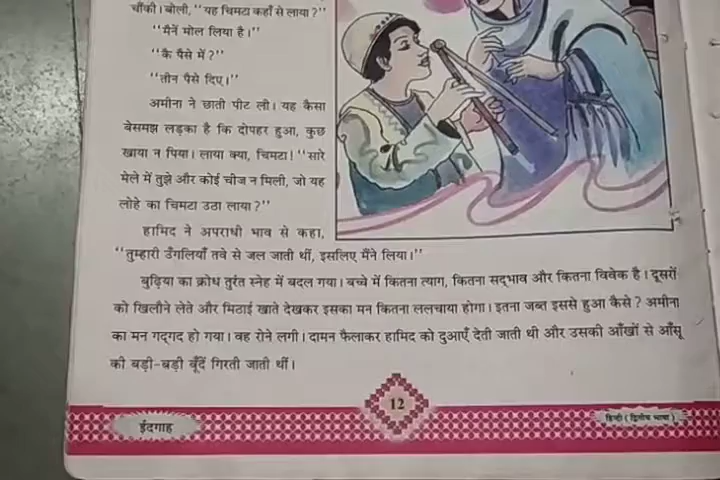 चौंकी। बोली, "यह चिमटा कहाँ से लाया?"
"मैनें मोल लिया है।"
"कै पैसे में?"
"तीन पैसे दिए।"
अमीना ने छाती पीट ली। यह कैसा
बेसमझ लड़का है कि दोपहर हुआ, कुछ
खाया न पिया। लाया क्या, चिमटा! "सारे
मेले में तुझे और कोई चीज न मिली, जो यह
लोहे का चिमटा उठा लाया?"
हामिद ने अपराधी भाव से कहा,
"तुम्हारी उँगलियाँ तवे से जल जाती थीं, इसलिए मैंने लिया।"
बुढ़िया का क्रोध तुरंत स्नेह में बदल गया। बच्चे में कितना त्याग, कितना सद्भाव और कितना विवेक है। दूसरों
को खिलौने लेते और मिठाई खाते देखकर इसका मन कितना ललचाया होगा। इतना जब्त इससे हुआ कैसे? अमीना
का मन गद्गद हो गया। वह रोने लगी। दामन फैलाकर हामिद को दुआएँ देती जाती थी और उसकी आँखों से आँसू
की बड़ी-बड़ी बूँदें गिरती जाती थीं।
12
ईदगाह
हिन्दी (द्वितीय भाषा)